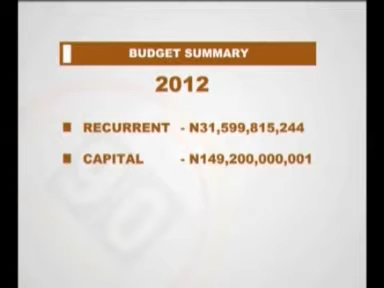 BUDGET SUMMARY
2012
RECURRENT - N31,599,815,244
CAPITAL - N149,200,000,001